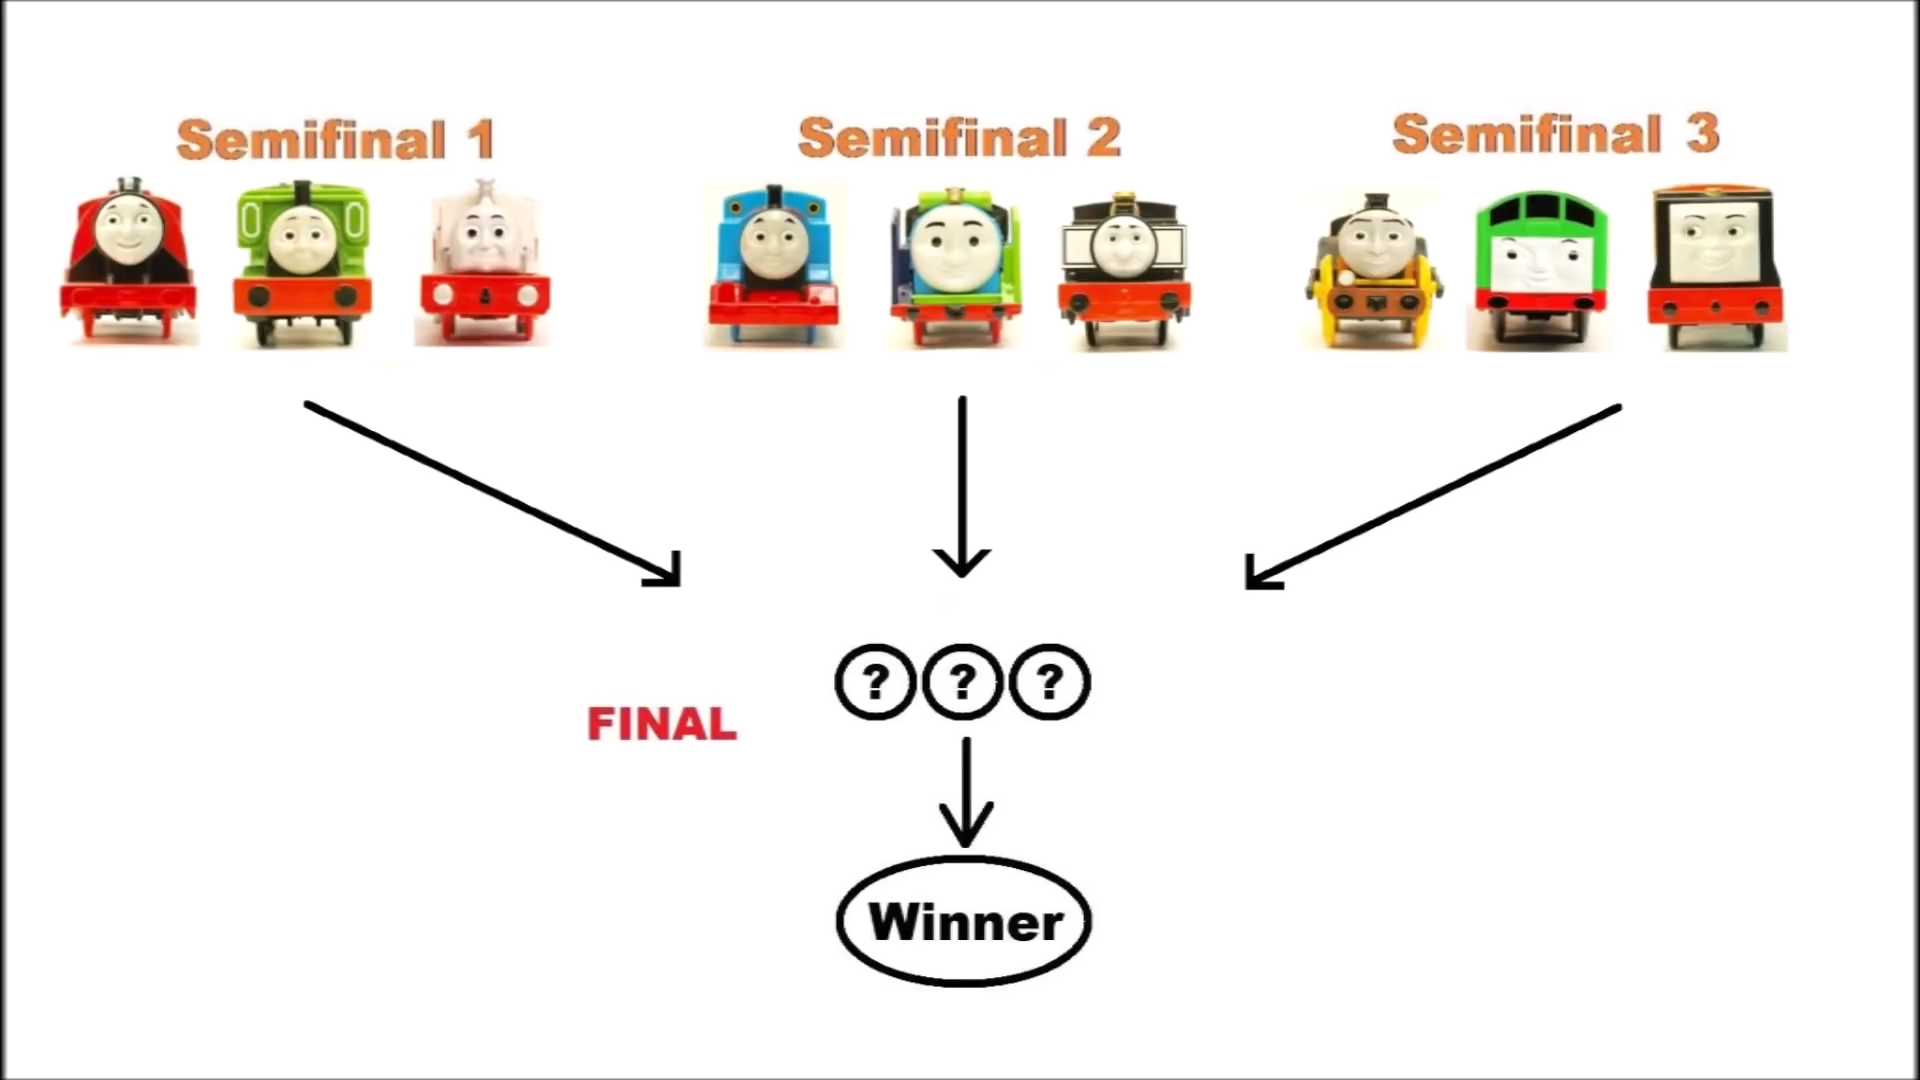 Semifinal 1
Semifinal 2
Semifinal 3
? ? ?
FINAL
Winner